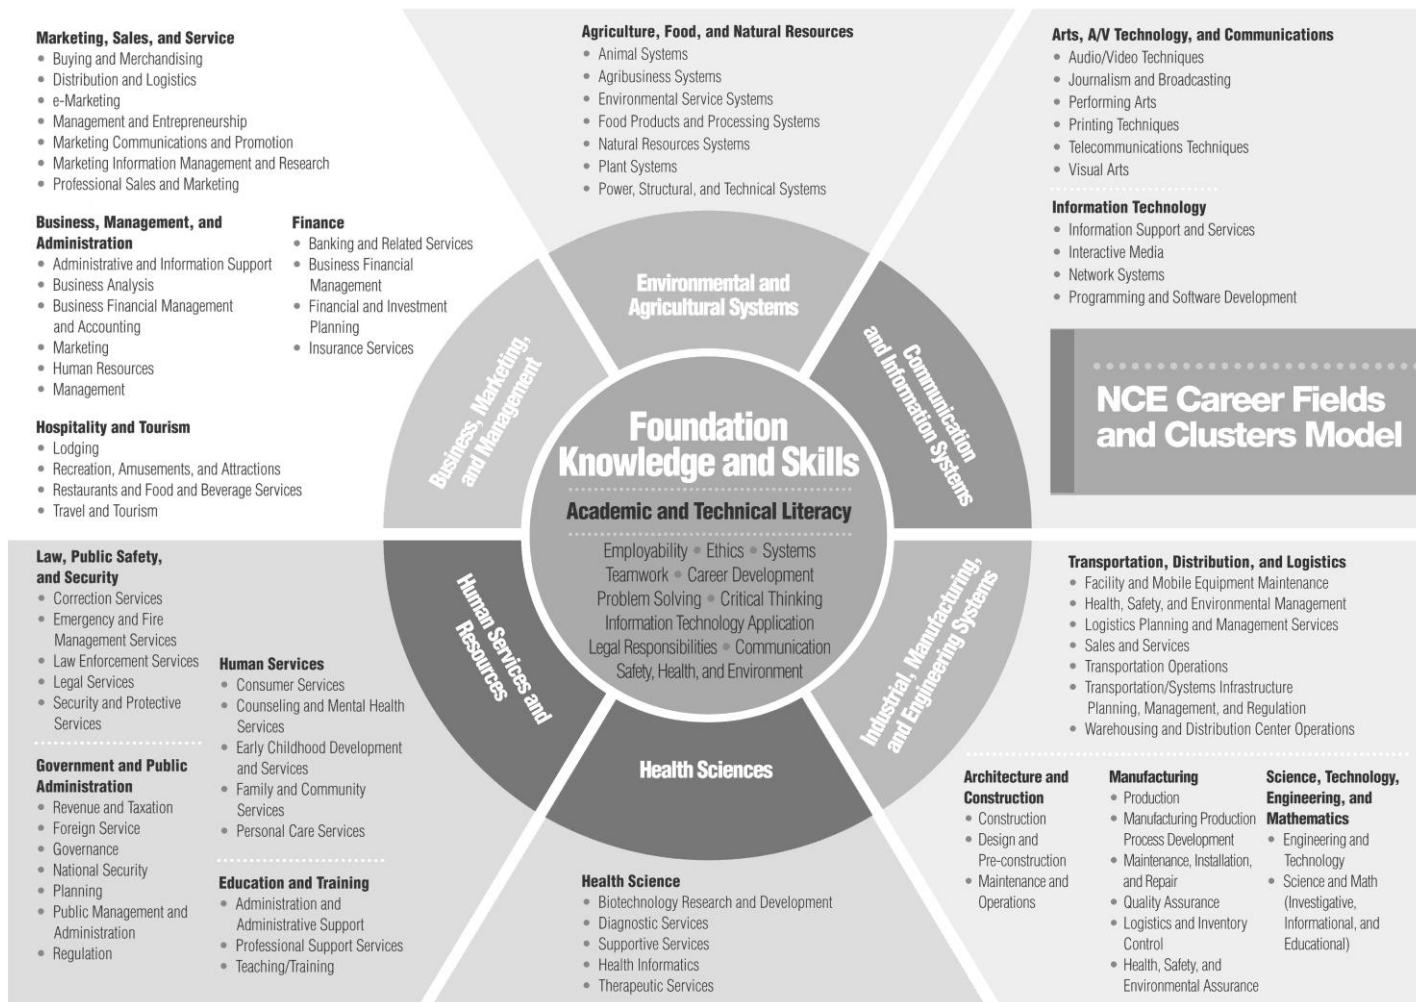 Marketing, Sales, and Service
• Buying and Merchandising
• Distribution and Logistics
• e-Marketing
• Management and Entrepreneurship
• Marketing Communications and Promotion
• Marketing Information Management and Research
• Professional Sales and Marketing
Business, Management, and
Administration
• Administrative and Information Support
• Business Analysis
• Business Financial Management
and Accounting
• Marketing
• Human Resources
• Management
Finance
• Banking and Related Services
• Business Financial
Management
• Financial and Investment
Planning
• Insurance Services
Hospitality and Tourism
• Lodging
• Recreation, Amusements, and Attractions
• Restaurants and Food and Beverage Services
• Travel and Tourism
Agriculture, Food, and Natural Resources
• Animal Systems
• Agribusiness Systems
• Environmental Service Systems
• Food Products and Processing Systems
• Natural Resources Systems
• Plant Systems
• Power, Structural, and Technical Systems
Arts, A/V Technology, and Communications
• Audio/Video Techniques
• Journalism and Broadcasting
• Performing Arts
• Printing Techniques
• Telecommunications Techniques
• Visual Arts
Information Technology
• Information Support and Services
• Interactive Media
• Network Systems
• Programming and Software Development
NCE Career Fields
and Clusters Model
Business, Marketing,
and Management
Environmental and
Agricultural Systems
Communication
and Information Systems
Foundation
Knowledge and Skills
Academic and Technical Literacy
Employability • Ethics • Systems
Teamwork • Career Development
Problem Solving • Critical Thinking
Information Technology Application
Legal Responsibilities • Communication
Safety, Health, and Environment
Human Services and
Resources
Health Sciences
Industrial, Manufacturing,
and Engineering Systems
Law, Public Safety,
and Security
• Correction Services
• Emergency and Fire
Management Services
• Law Enforcement Services
• Legal Services
• Security and Protective
Services
Government and Public
Administration
• Revenue and Taxation
• Foreign Service
• Governance
• National Security
• Planning
• Public Management and
Administration
• Regulation
Human Services
• Consumer Services
• Counseling and Mental Health
Services
• Early Childhood Development
and Services
• Family and Community
Services
• Personal Care Services
Education and Training
• Administration and
Administrative Support
• Professional Support Services
• Teaching/Training
Health Science
• Biotechnology Research and Development
• Diagnostic Services
• Supportive Services
• Health Informatics
• Therapeutic Services
Transportation, Distribution, and Logistics
• Facility and Mobile Equipment Maintenance
• Health, Safety, and Environmental Management
• Logistics Planning and Management Services
• Sales and Services
• Transportation Operations
• Transportation/Systems Infrastructure
Planning, Management, and Regulation
• Warehousing and Distribution Center Operations
Architecture and
Construction
• Construction
• Design and
Pre-construction
• Maintenance and
Operations
Manufacturing
• Production
• Manufacturing Production
Process Development
• Maintenance, Installation,
and Repair
• Quality Assurance
• Logistics and Inventory
Control
• Health, Safety, and
Environmental Assurance
Science, Technology,
Engineering, and
Mathematics
• Engineering and
Technology
• Science and Math
(Investigative,
Informational, and
Educational)